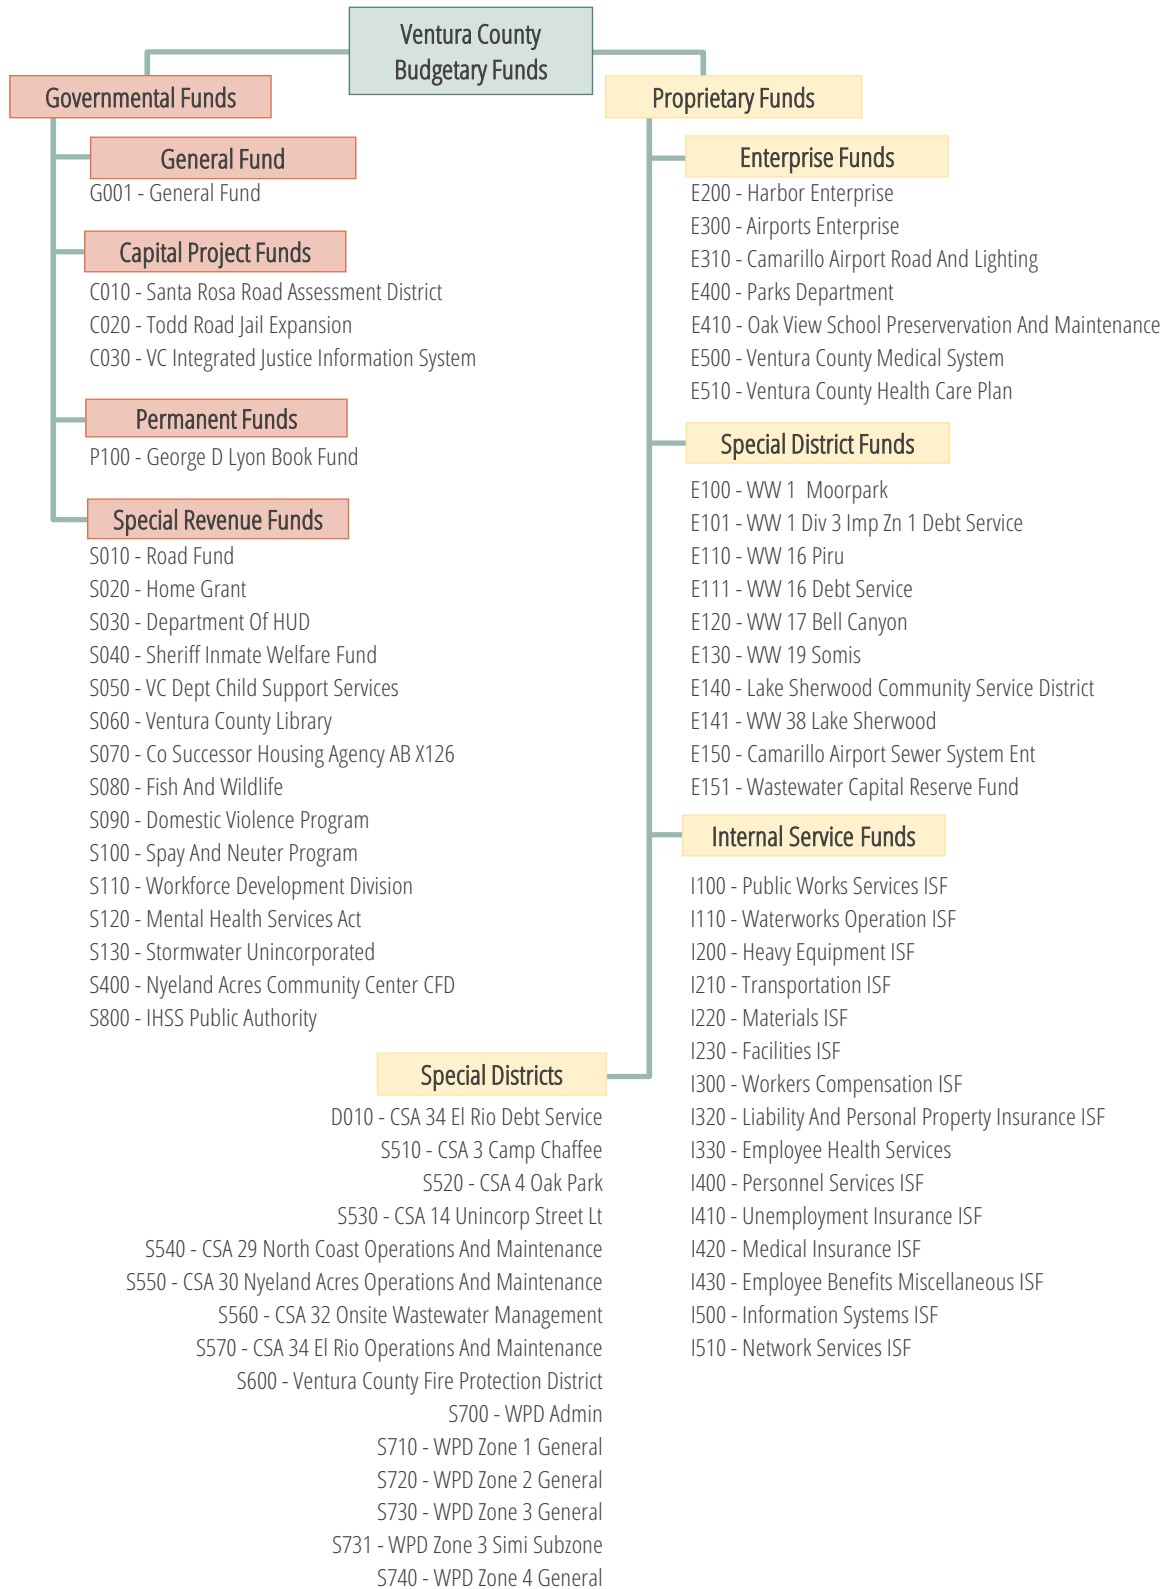 Ventura County
Budgetary Funds
Governmental Funds
General Fund
G001 - General Fund
Capital Project Funds
C010 - Santa Rosa Road Assessment District
C020 - Todd Road Jail Expansion
C030 - VC Integrated Justice Information System
Permanent Funds
P100 - George D Lyon Book Fund
Special Revenue Funds
S010 - Road Fund
S020 - Home Grant
S030 - Department Of HUD
S040 - Sheriff Inmate Welfare Fund
S050 - VC Dept Child Support Services
S060 - Ventura County Library
S070 - Co Successor Housing Agency AB X126
S080 - Fish And Wildlife
S090 - Domestic Violence Program
S100 - Spay And Neuter Program
S110 - Workforce Development Division
S120 - Mental Health Services Act
S130 - Stormwater Unincorporated
S400 - Nyeland Acres Community Center CFD
S800 - IHSS Public Authority
Proprietary Funds
Enterprise Funds
E200 - Harbor Enterprise
E300 - Airports Enterprise
E310 - Camarillo Airport Road And Lighting
E400 - Parks Department
E410 - Oak View School Preservervation And Maintenance
E500 - Ventura County Medical System
E510 - Ventura County Health Care Plan
Special District Funds
E100 - WW 1 Moorpark
E101 - WW 1 Div 3 Imp Zn 1 Debt Service
E110 - WW 16 Piru
E111 - WW 16 Debt Service
E120 - WW 17 Bell Canyon
E130 - WW 19 Somis
E140 - Lake Sherwood Community Service District
E141 - WW 38 Lake Sherwood
E150 - Camarillo Airport Sewer System Ent
E151 - Wastewater Capital Reserve Fund
Internal Service Funds
I100 - Public Works Services ISF
I110 - Waterworks Operation ISF
I200 - Heavy Equipment ISF
I210 - Transportation ISF
I220 - Materials ISF
I230 - Facilities ISF
I300 - Workers Compensation ISF
I320 - Liability And Personal Property Insurance ISF
I330 - Employee Health Services
I400 - Personnel Services ISF
I410 - Unemployment Insurance ISF
I420 - Medical Insurance ISF
I430 - Employee Benefits Miscellaneous ISF
I500 - Information Systems ISF
I510 - Network Services ISF
Special Districts
D010 - CSA 34 El Rio Debt Service
S510 - CSA 3 Camp Chaffee
S520 - CSA 4 Oak Park
S530 - CSA 14 Unincorp Street Lt
S540 - CSA 29 North Coast Operations And Maintenance
S550 - CSA 30 Nyeland Acres Operations And Maintenance
S560 - CSA 32 Onsite Wastewater Management
S570 - CSA 34 El Rio Operations And Maintenance
S600 - Ventura County Fire Protection District
S700 - WPD Admin
S710 - WPD Zone 1 General
S720 - WPD Zone 2 General
S730 - WPD Zone 3 General
S731 - WPD Zone 3 Simi Subzone
S740 - WPD Zone 4 General